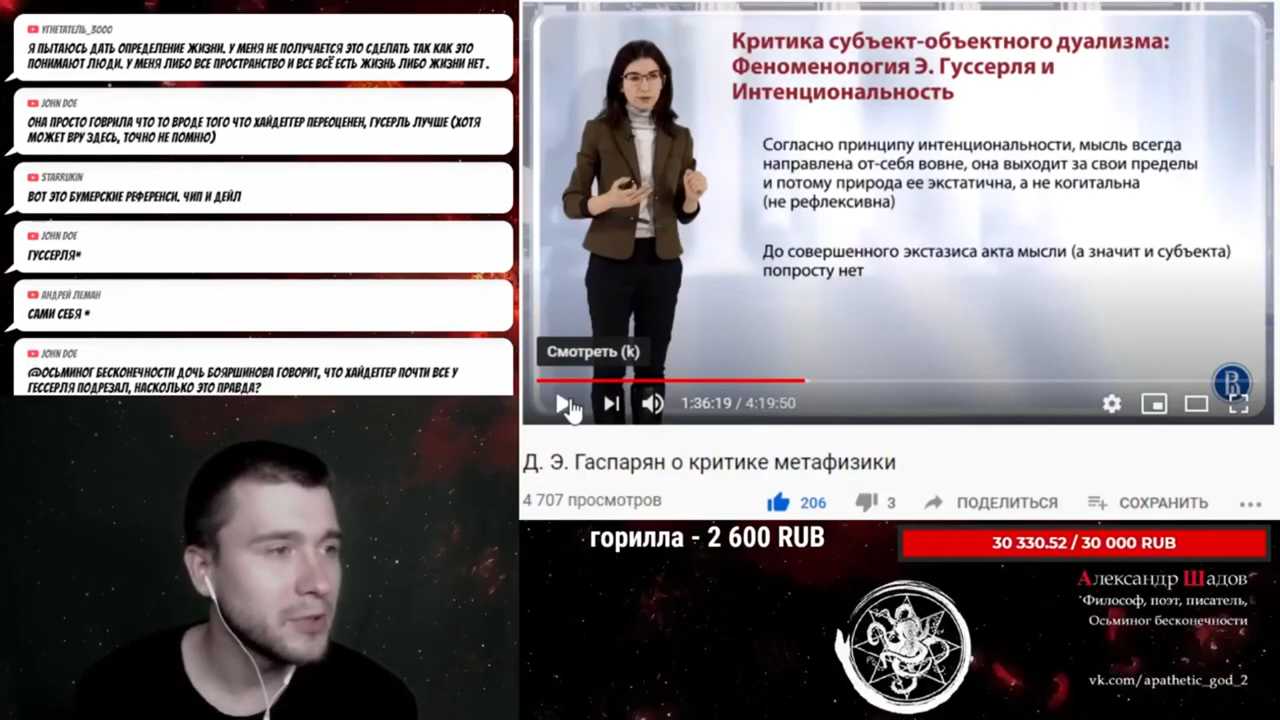 УГНЕТАТЕЛЬ_3000
Я ПЫТАЮСЬ ДАТЬ ОПРЕДЕЛЕНИЕ ЖИЗНИ. У МЕНЯ НЕ ПОЛУЧАЕТСЯ ЭТО СДЕЛАТЬ ТАК КАК ЭТО
ПОНИМАЮТ ЛЮДИ. У МЕНЯ ЛИБО ВСЕ ПРОСТРАНСТВО И ВСЕ ВСЁ ЕСТЬ ЖИЗНЬ ЛИБО ЖИЗНИ НЕТ .
JOHN DOE
ОНА ПРОСТО ГОВРИЛА ЧТО ТО ВРОДЕ ТОГО ЧТО ХАЙДЕГГЕР ПЕРЕОЦЕНЕН, ГУСЕРЛЬ ЛУЧШЕ (ХОТЯ
МОЖЕТ ВРУ ЗДЕСЬ, ТОЧНО НЕ ПОМНЮ)
STARRUKIN
ВОТ ЭТО БУМЕРСКИЕ РЕФЕРЕНСИ. ЧИП И ДЕЙЛ
JOHN DOE
ГУССЕРЛЯ*
АНДРЕЙ ЛЕМАН
САМИ СЕБЯ *
JOHN DOE
@ОСЬМИНОГ БЕСКОНЕЧНОСТИ ДОЧЬ БОЯРШИНОВА ГОВОРИТ, ЧТО ХАЙДЕГГЕР ПОЧТИ ВСЕ У
ГЕССЕРЛЯ ПОДРЕЗАЛ, НАСКОЛЬКО ЭТО ПРАВДА?
Критика субъект-объектного дуализма:
Феноменология Э. Гуссерля и
Интенциональность
Согласно принципу интенциональности, мысль всегда
направлена от-себя вовне, она выходит за свои пределы
и потому природа ее экстатична, а не когитальна
(не рефлексивна)
До совершенного экстазиса акта мысли (а значит и субъекта)
попросту нет
Смотреть (k)
1:36:19 / 4:19:50
Д. Э. Гаспарян о критике метафизики
4 707 просмотров
206
3
ПОДЕЛИТЬСЯ
СОХРАНИТЬ
горилла - 2 600 RUB
30 330.52 / 30 000 RUB
Александр Шадов
Философ, поэт, писатель,
Осьминог бесконечности
vk.com/apathetic_god_2